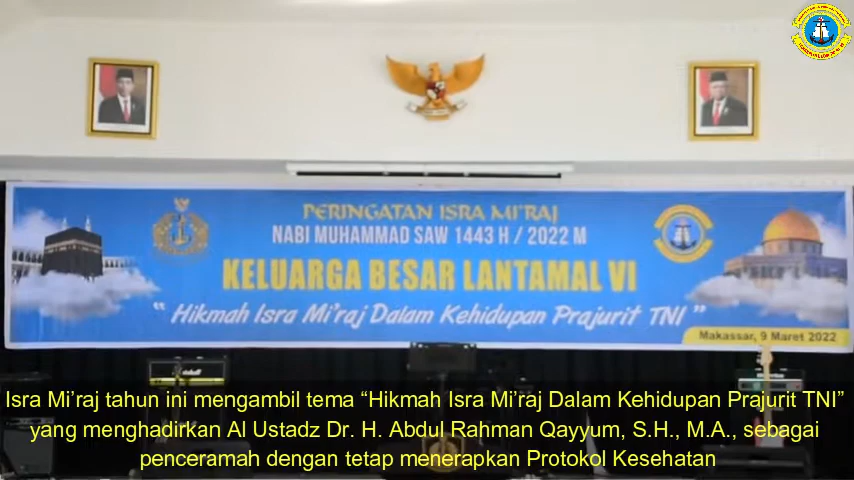 PERINGATAN ISRA MI'RAJ
NABI MUHAMMAD SAW 1443 H / 2022 M
KELUARGA BESAR LANTAMAL VI
“ Hikmah Isra Mi'raj Dalam Kehidupan Prajurit TNI ”
Makassar, 9 Maret 2022
Isra Mi’raj tahun ini mengambil tema “Hikmah Isra Mi’raj Dalam Kehidupan Prajurit TNI”
yang menghadirkan Al Ustadz Dr. H. Abdul Rahman Qayyum, S.H., M.A., sebagai
penceramah dengan tetap menerapkan Protokol Kesehatan